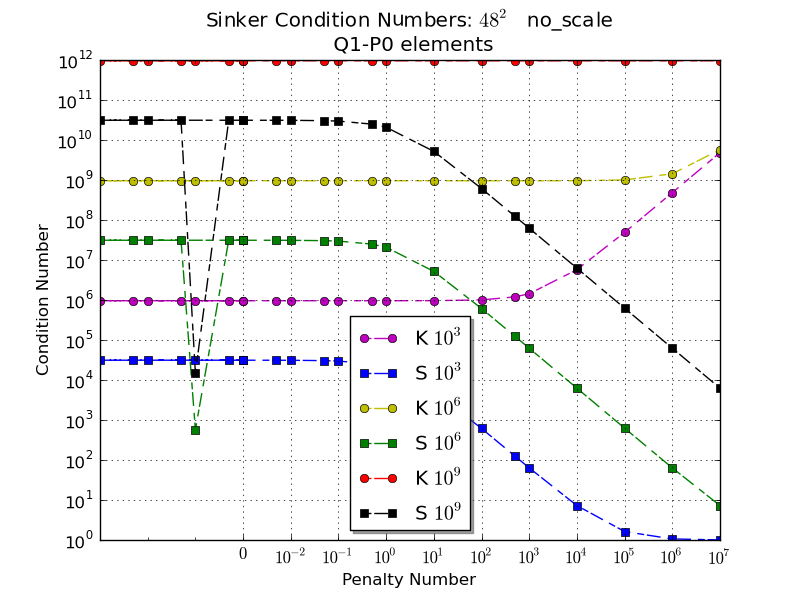 Sinker Condition Numbers: 48²   no_scale
Q1-P0 elements
10¹²
10¹¹
10¹⁰
10⁹
10⁸
10⁷
10⁶
10⁵
10⁴
10³
10²
10¹
10⁰
Condition Number
K 10³
S 10³
K 10⁶
S 10⁶
K 10⁹
S 10⁹
0 10⁻² 10⁻¹ 10⁰ 10¹ 10² 10³ 10⁴ 10⁵ 10⁶ 10⁷
Penalty Number